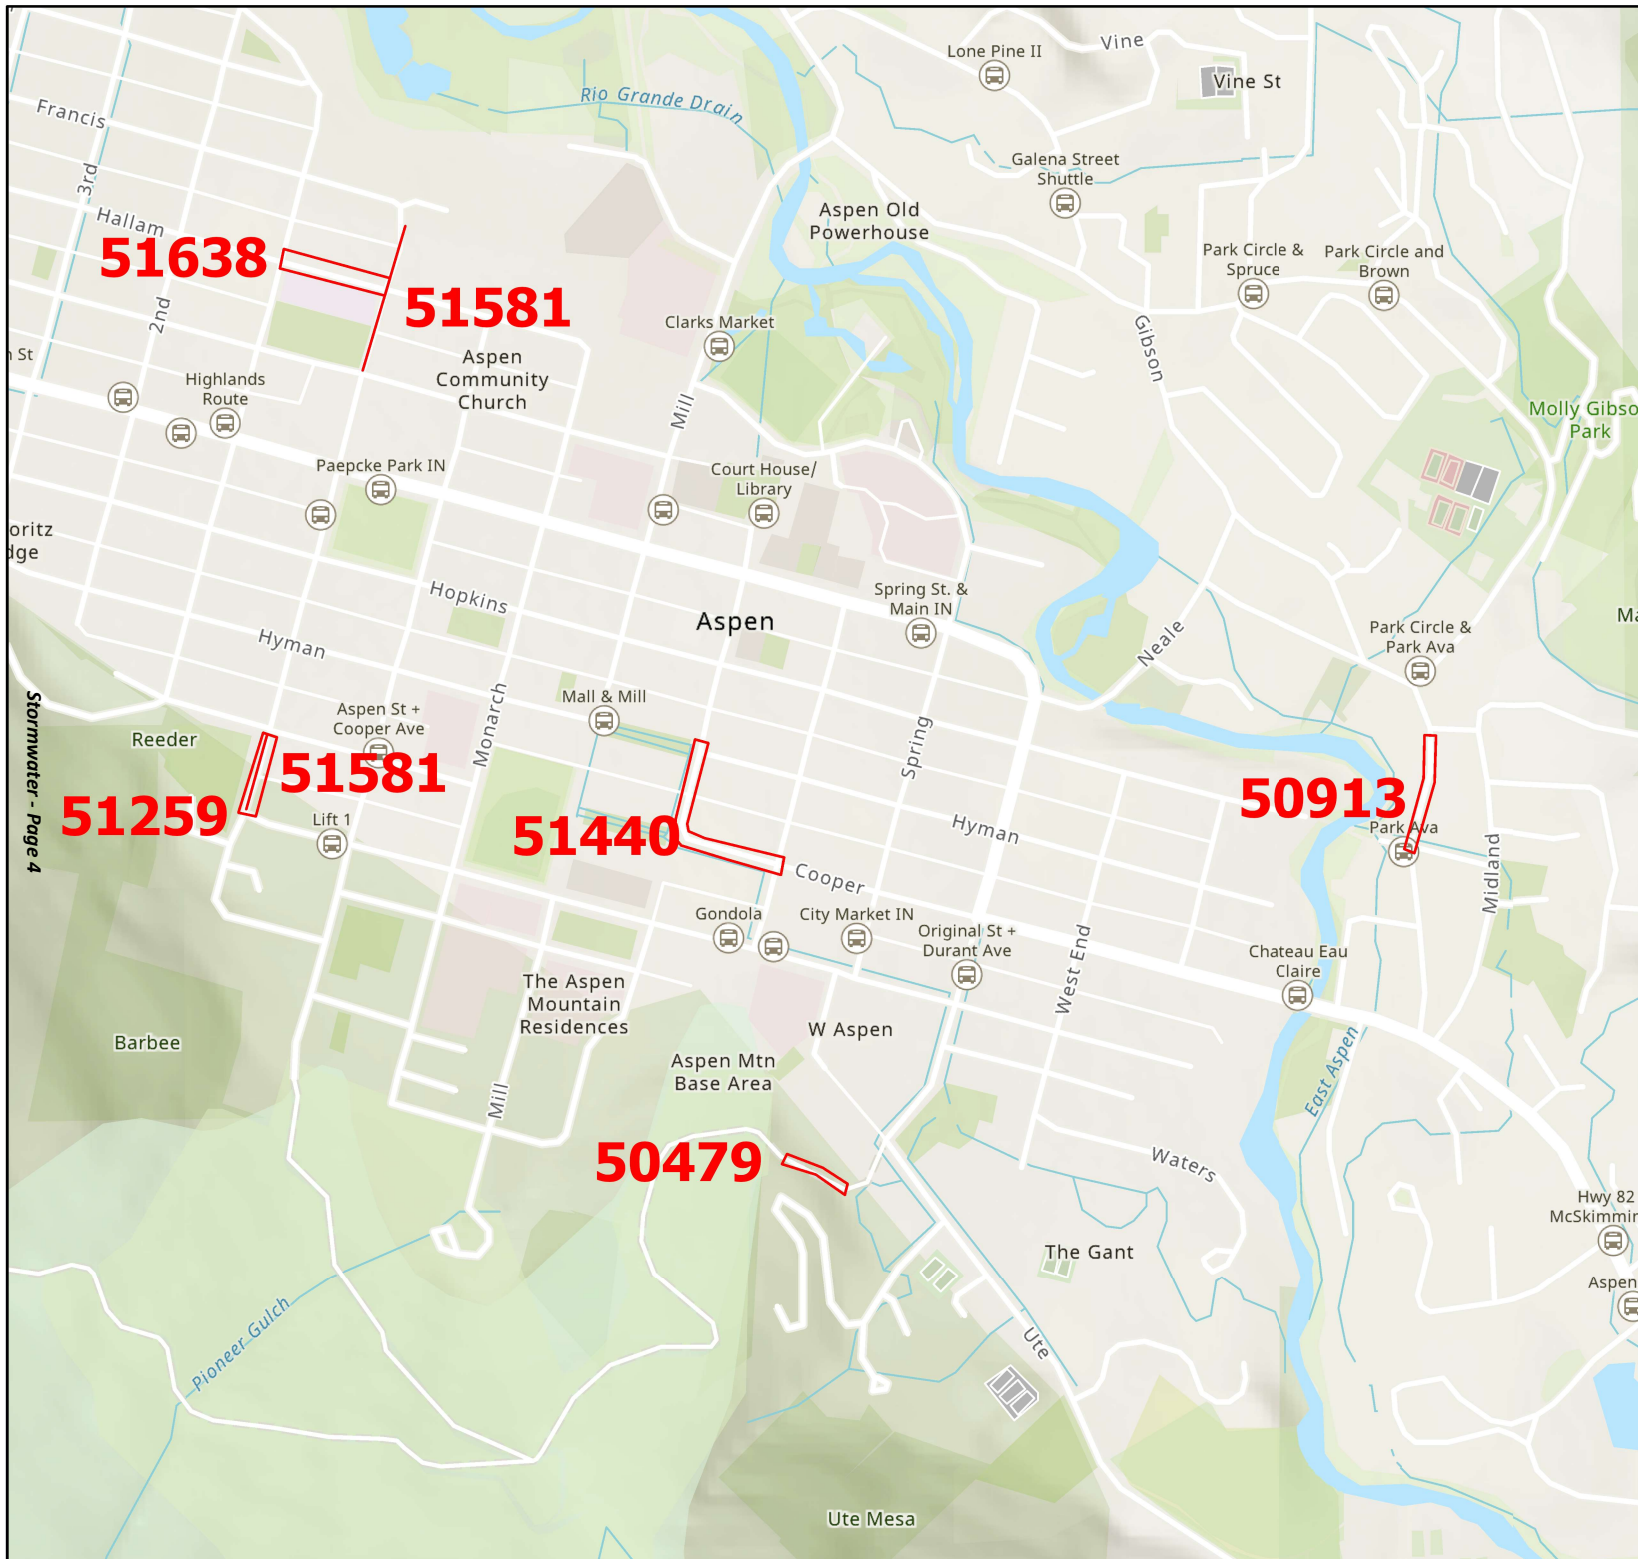 Vine
Lone Pine II
Vine St
Rio Grande Drain
Francis
3rd
Galena Street
Shuttle
Hallam
Aspen Old
Powerhouse
51638
Park Circle &
Spruce
Park Circle and
Brown
51581
2nd
Clarks Market
Gibson
St
Aspen
Community
Church
Highlands
Route
Mill
Molly Gibso
Park
Paepcke Park IN
Court House/
Library
oritz
dge
Hopkins
Spring St. &
Main IN
Aspen
Hyman
Neale
Park Circle &
Park Ava
Ma
Mall & Mill
Stormwater - Page 4
Reeder
Aspen St +
Cooper Ave
Monarch
Spring
51581
50913
51259
Lift 1
51440
Hyman
Park Ava
Midland
Cooper
Gondola
City Market IN
Original St +
Durant Ave
West End
Chateau Eau
Claire
The Aspen
Mountain
Residences
W Aspen
Barbee
Aspen Mtn
Base Area
East Aspen
Mill
50479
Waters
Hwy 82
McSkimmin
The Gant
Aspen
Pioneer Gulch
Ute
Ute Mesa